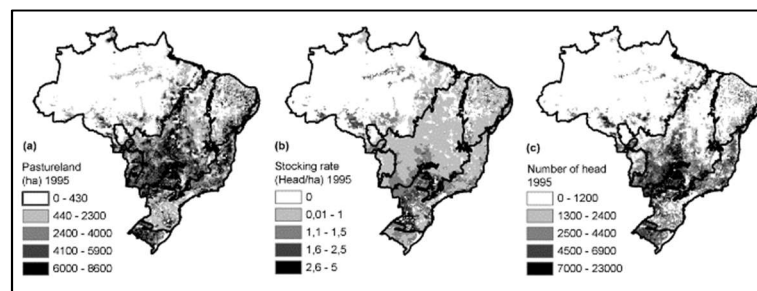 (a)
Pastureland
(ha) 1995
0 - 430
440 - 2300
2400 - 4000
4100 - 5900
6000 - 8600
(b)
Stocking rate
(Head/ha) 1995
0
0,01 - 1
1,1 - 1,5
1,6 - 2,5
2,6 - 5
(c)
Number of head
1995
0 - 1200
1300 - 2400
2500 - 4400
4500 - 6900
7000 - 23000